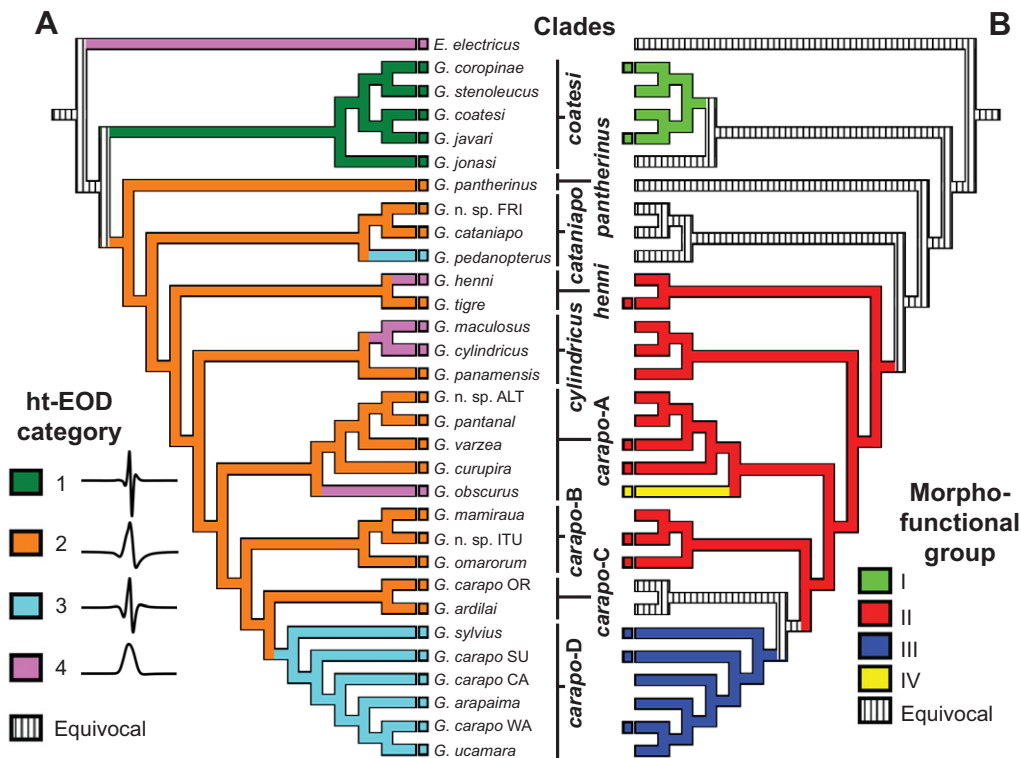 A
Clades
B
E. electricus
G. coropinae
G. stenoleucus
G. coatesi
G. javari
G. jonasi
G. pantherinus
G. n. sp. FRI
G. cataniapo
G. pedanopterus
G. henni
G. tigre
G. maculosus
G. cylindricus
G. panamensis
G. n. sp. ALT
G. pantanal
G. varzea
G. curupira
G. obscurus
G. mamiraua
G. n. sp. ITU
G. omarorum
G. carapo OR
G. ardilai
G. sylvius
G. carapo SU
G. carapo CA
G. arapaima
G. carapo WA
G. ucamara
coatesi
pantherinus
cataniapo
henni
cylindricus
carapo-A
carapo-B
carapo-C
carapo-D
ht-EOD
category
1
2
3
4
Equivocal
Morpho-
functional
group
I
II
III
IV
Equivocal